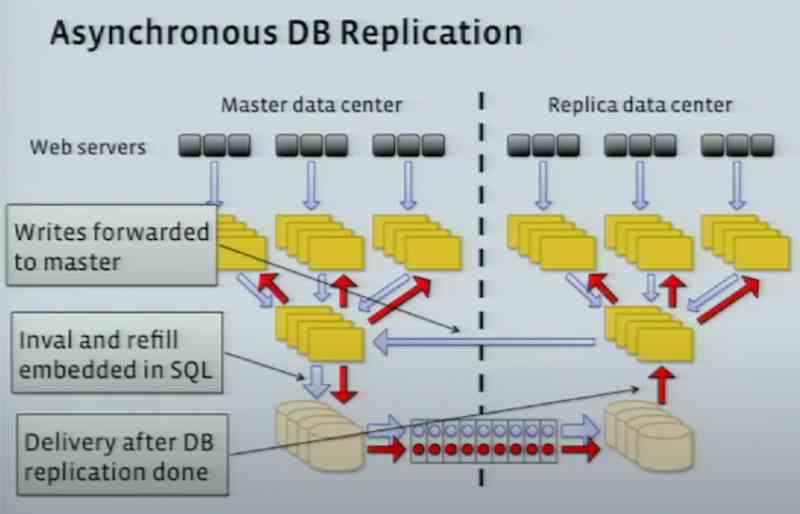 Asynchronous DB Replication
Master data center
Replica data center
Web servers
Writes forwarded
to master
Inval and refill
embedded in SQL
Delivery after DB
replication done